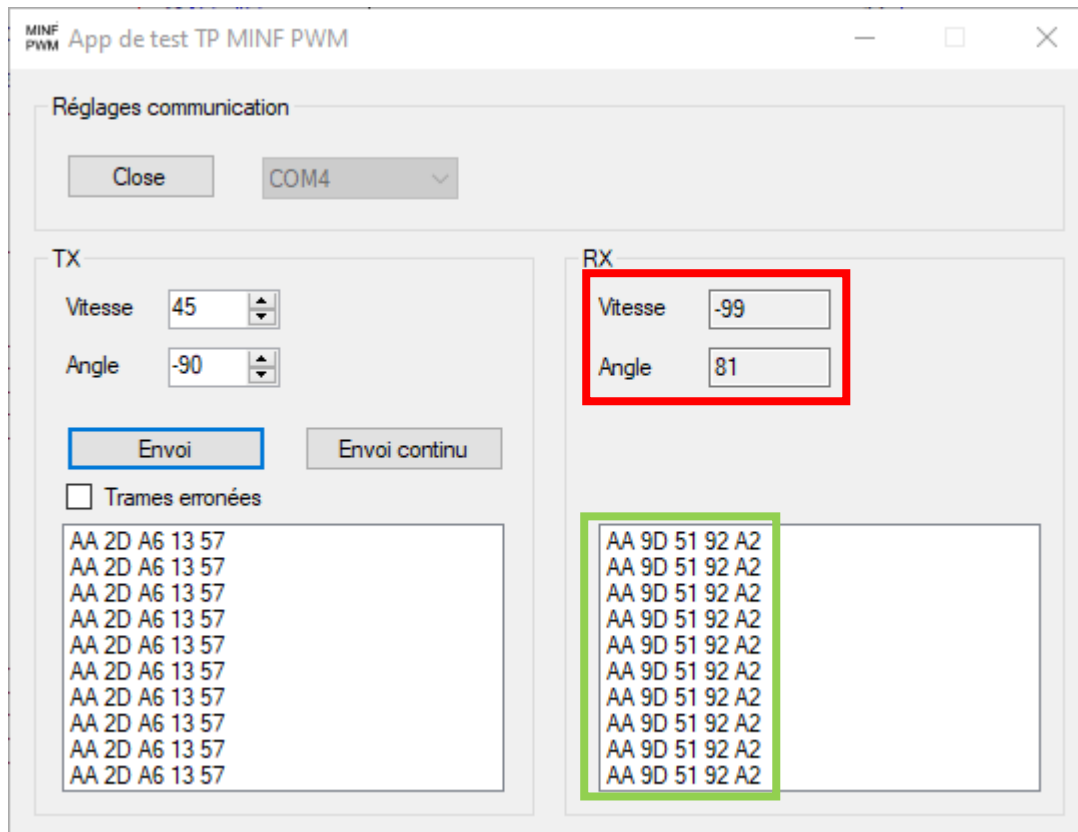 MINF
PWM
App de test TP MINF PWM
Réglages communication
Close
COM4
TX
Vitesse
45
Angle
-90
Envoi
Envoi continu
Trames erronées
AA 2D A6 13 57
AA 2D A6 13 57
AA 2D A6 13 57
AA 2D A6 13 57
AA 2D A6 13 57
AA 2D A6 13 57
AA 2D A6 13 57
AA 2D A6 13 57
AA 2D A6 13 57
AA 2D A6 13 57
RX
Vitesse
-99
Angle
81
AA 9D 51 92 A2
AA 9D 51 92 A2
AA 9D 51 92 A2
AA 9D 51 92 A2
AA 9D 51 92 A2
AA 9D 51 92 A2
AA 9D 51 92 A2
AA 9D 51 92 A2
AA 9D 51 92 A2
AA 9D 51 92 A2